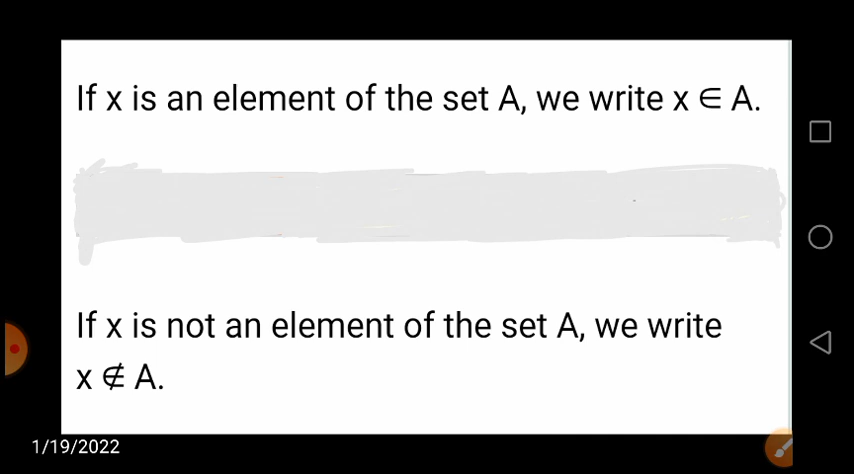 If x is an element of the set A, we write x ∈ A.
If x is not an element of the set A, we write
x ∉ A.
1/19/2022